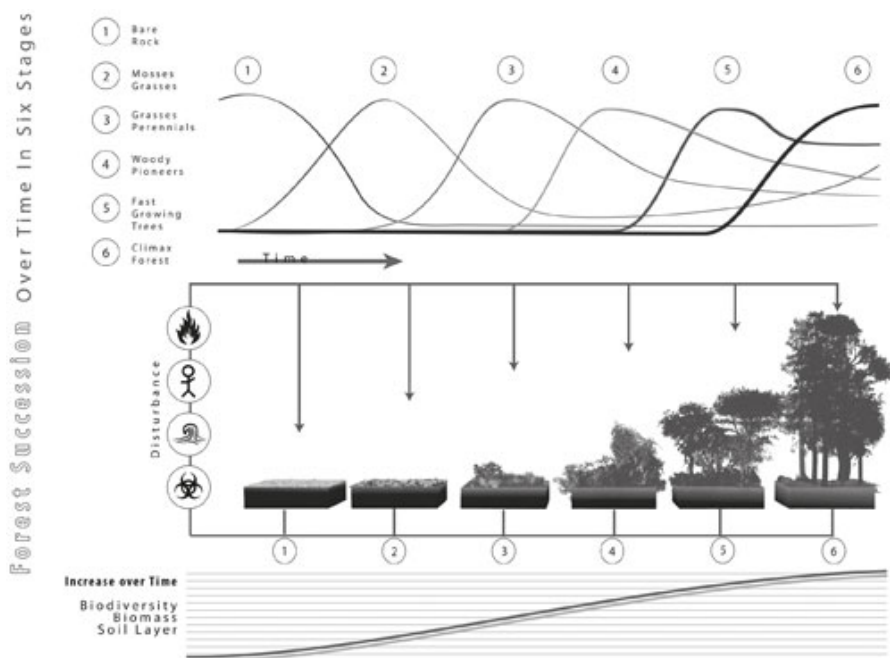 Forest Succession Over Time In Six Stages
1 Bare
Rock
2 Mosses
Grasses
3 Grasses
Perennials
4 Woody
Pioneers
5 Fast
Growing
Trees
6 Climax
Forest
1 2 3 4 5 6
Time
Disturbance
1 2 3 4 5 6
Increase over Time
Biodiversity
Biomass
Soil Layer